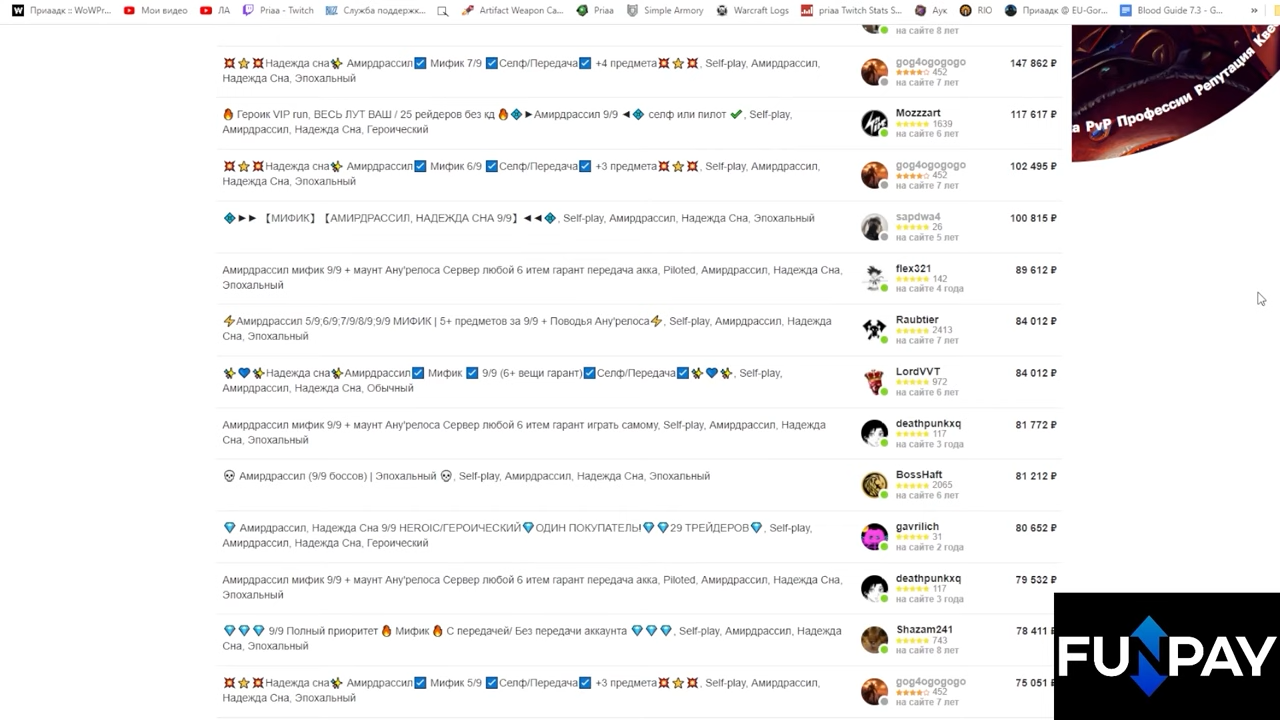 Приаадк ::: WoWPr...
Мои видео
ЛА
Priaa - Twitch
Служба поддержк...
Artifact Weapon Ca...
Priaa
Simple Armory
Warcraft Logs
priaa Twitch Stats S...
Аук
RIO
Приаадк @ EU-Gor...
Blood Guide 7.3 - G...
»
на сайте 8 лет
💥⭐💥Надежда сна✨ Амирдрассил☑ Мифик 7/9 ☑Селф/Передача☑ +4 предмета💥⭐💥, Self-play, Амирдрассил,
Надежда Сна, Эпохальный
gog4ogogogo
452
на сайте 7 лет
147 862 ₽
🔥 Героик VIP run, ВЕСЬ ЛУТ ВАШ / 25 рейдеров без кд 🔥💠►Амирдрассил 9/9 ◄💠 селф или пилот ✔, Self-play,
Амирдрассил, Надежда Сна, Героический
Mozzzart
1639
на сайте 6 лет
117 617 ₽
💥⭐💥Надежда сна✨ Амирдрассил☑ Мифик 6/9 ☑Селф/Передача☑ +3 предмета💥⭐💥, Self-play, Амирдрассил,
Надежда Сна, Эпохальный
gog4ogogogo
452
на сайте 7 лет
102 495 ₽
💠►► 【МИФИК】【АМИРДРАССИЛ, НАДЕЖДА СНА 9/9】◄◄💠, Self-play, Амирдрассил, Надежда Сна, Эпохальный
sapdwa4
26
на сайте 5 лет
100 815 ₽
Амирдрассил мифик 9/9 + маунт Ану'релоса Сервер любой 6 итем гарант передача акка, Piloted, Амирдрассил, Надежда Сна,
Эпохальный
flex321
142
на сайте 4 года
89 612 ₽
⚡Амирдрассил 5/9;6/9;7/9/8/9;9/9 МИФИК | 5+ предметов за 9/9 + Поводья Ану'релоса⚡, Self-play, Амирдрассил, Надежда
Сна, Эпохальный
Raubtier
2413
на сайте 7 лет
84 012 ₽
✨💙✨Надежда сна✨Амирдрассил☑ Мифик ☑ 9/9 (6+ вещи гарант)☑Селф/Передача☑✨💙✨, Self-play,
Амирдрассил, Надежда Сна, Обычный
LordVVT
972
на сайте 6 лет
84 012 ₽
Амирдрассил мифик 9/9 + маунт Ану'релоса Сервер любой 6 итем гарант играть самому, Self-play, Амирдрассил, Надежда
Сна, Эпохальный
deathpunkxq
117
на сайте 3 года
81 772 ₽
💀 Амирдрассил (9/9 боссов) | Эпохальный 💀, Self-play, Амирдрассил, Надежда Сна, Эпохальный
BossHaft
2065
на сайте 6 лет
81 212 ₽
💎 Амирдрассил, Надежда Сна 9/9 HEROIC/ГЕРОИЧЕСКИЙ💎ОДИН ПОКУПАТЕЛЬ!💎💎29 ТРЕЙДЕРОВ💎, Self-play,
Амирдрассил, Надежда Сна, Героический
gavrilich
31
на сайте 2 года
80 652 ₽
Амирдрассил мифик 9/9 + маунт Ану'релоса Сервер любой 6 итем гарант передача акка, Piloted, Амирдрассил, Надежда Сна,
Эпохальный
deathpunkxq
117
на сайте 3 года
79 532 ₽
💎💎💎 9/9 Полный приоритет 🔥 Мифик 🔥 С передачей/ Без передачи аккаунта 💎💎💎, Self-play, Амирдрассил, Надежда
Сна, Эпохальный
Shazam241
743
на сайте 8 лет
78 411 ₽
💥⭐💥Надежда сна✨ Амирдрассил☑ Мифик 5/9 ☑Селф/Передача☑ +3 предмета💥⭐💥, Self-play, Амирдрассил,
Надежда Сна, Эпохальный
gog4ogogogo
452
на сайте 7 лет
75 051 ₽
а PvP Профессии Репутация Кве
FUNPAY